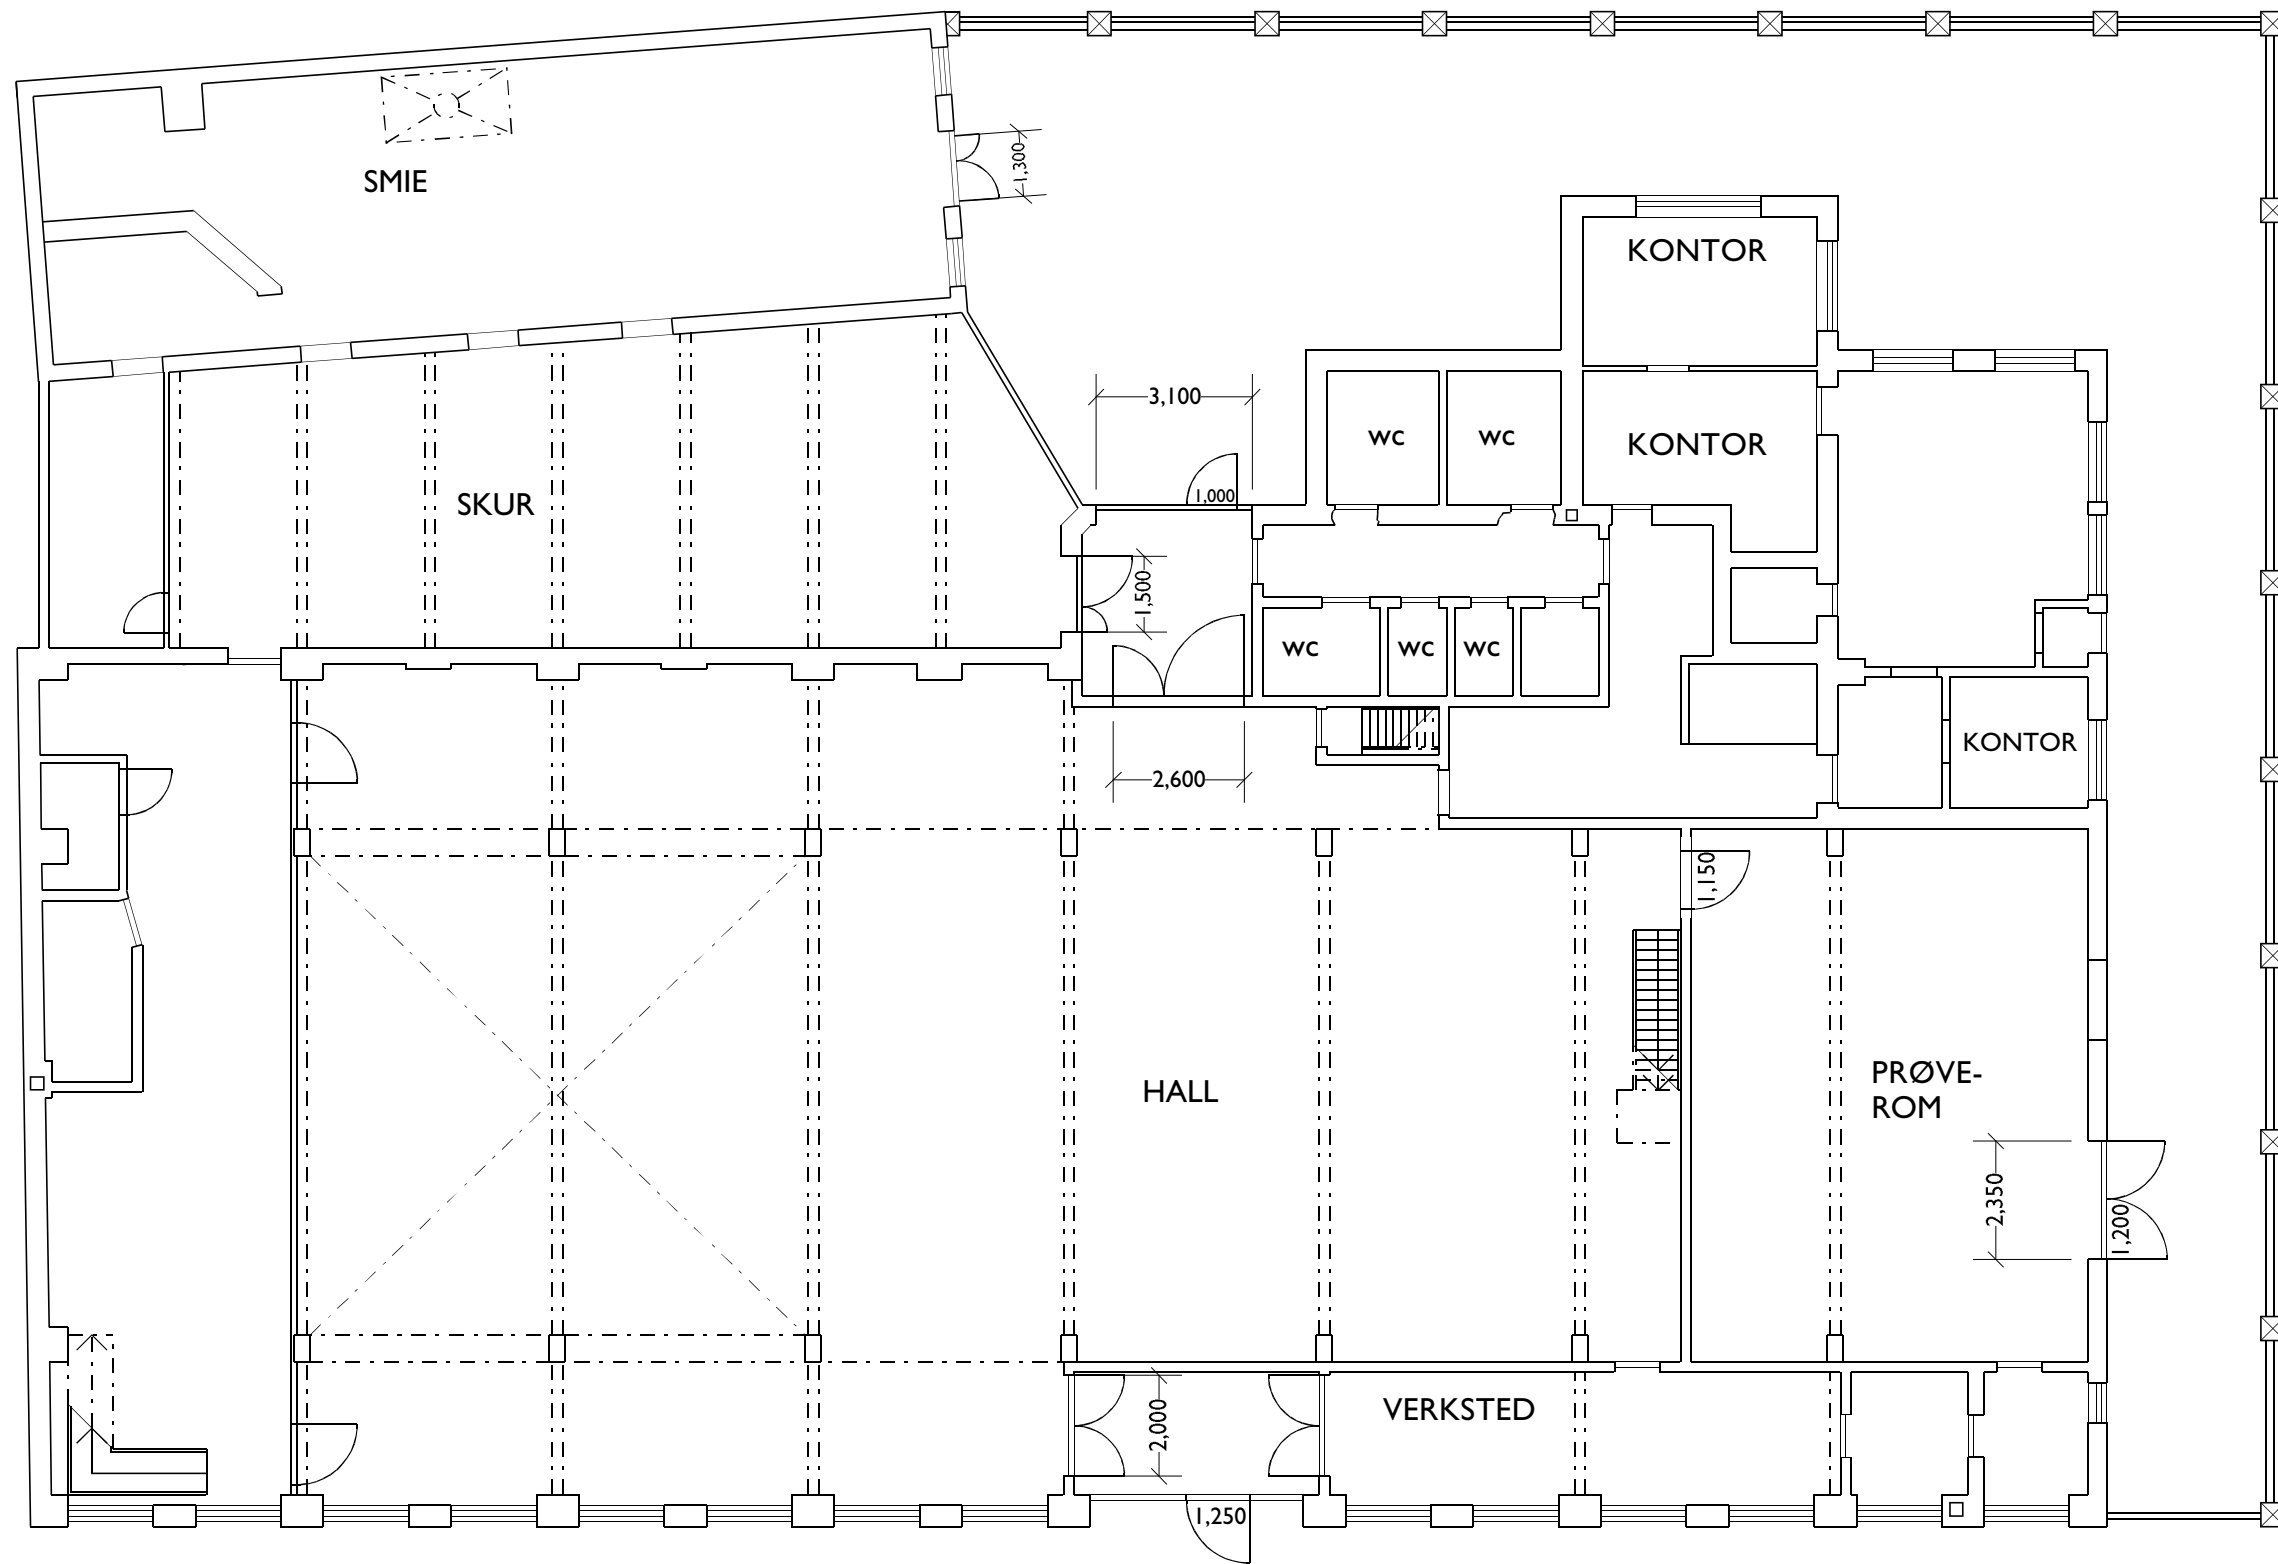 SMIE
1,300
KONTOR
3,100
WC
WC
KONTOR
SKUR
1,000
1,500
WC
WC
WC
KONTOR
2,600
1,150
HALL
PRØVE-
ROM
2,350
1,200
VERKSTED
2,000
1,250